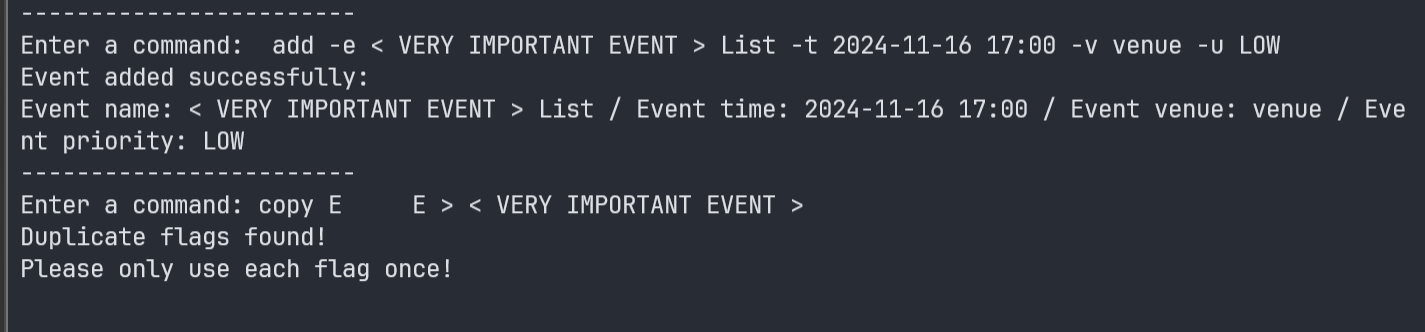 ------------------------
Enter a command:  add -e < VERY IMPORTANT EVENT > List -t 2024-11-16 17:00 -v venue -u LOW
Event added successfully:
Event name: < VERY IMPORTANT EVENT > List / Event time: 2024-11-16 17:00 / Event venue: venue / Eve
nt priority: LOW
------------------------
Enter a command: copy E     E > < VERY IMPORTANT EVENT >
Duplicate flags found!
Please only use each flag once!